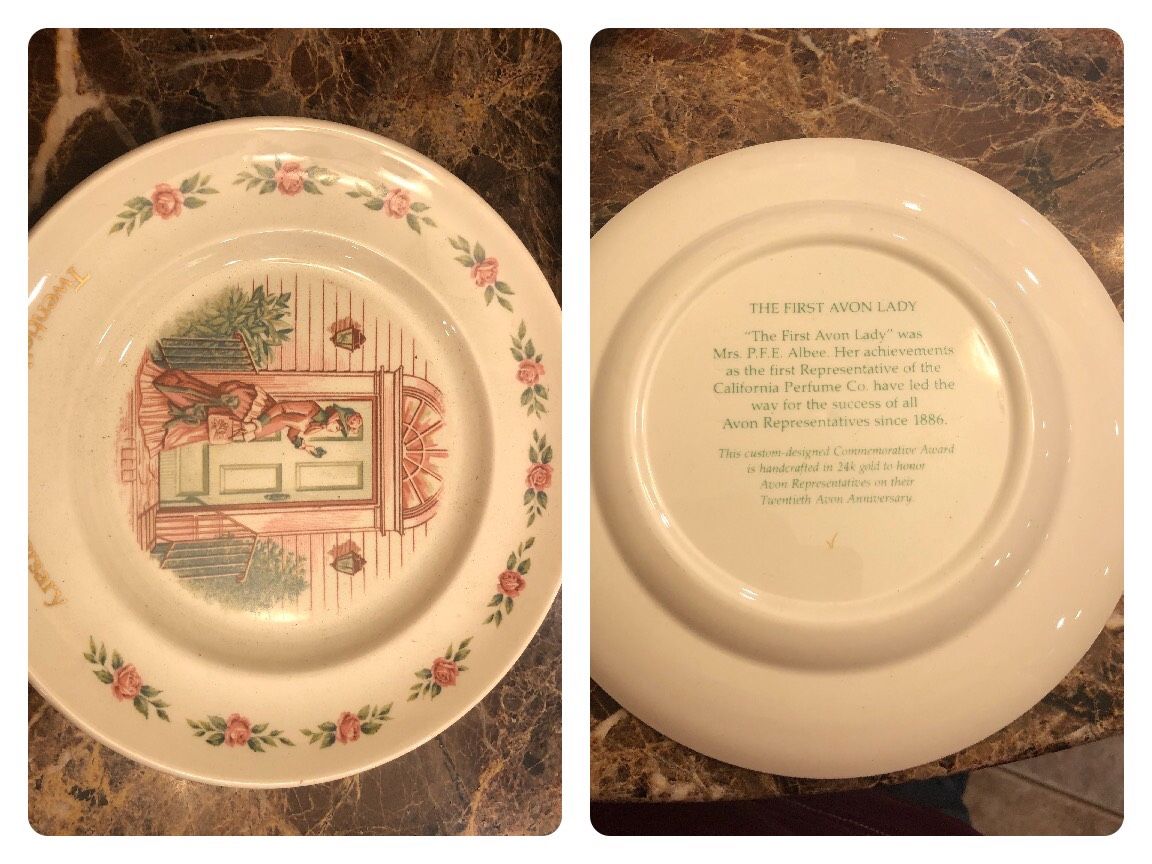 THE FIRST AVON LADY
"The First Avon Lady" was
Mrs. P.F.E. Albee. Her achievements
as the first Representative of the
California Perfume Co. have led the
way for the success of all
Avon Representatives since 1886.
This custom-designed Commemorative Award
is handcrafted in 24k gold to honor
Avon Representatives on their
Twentieth Avon Anniversary.